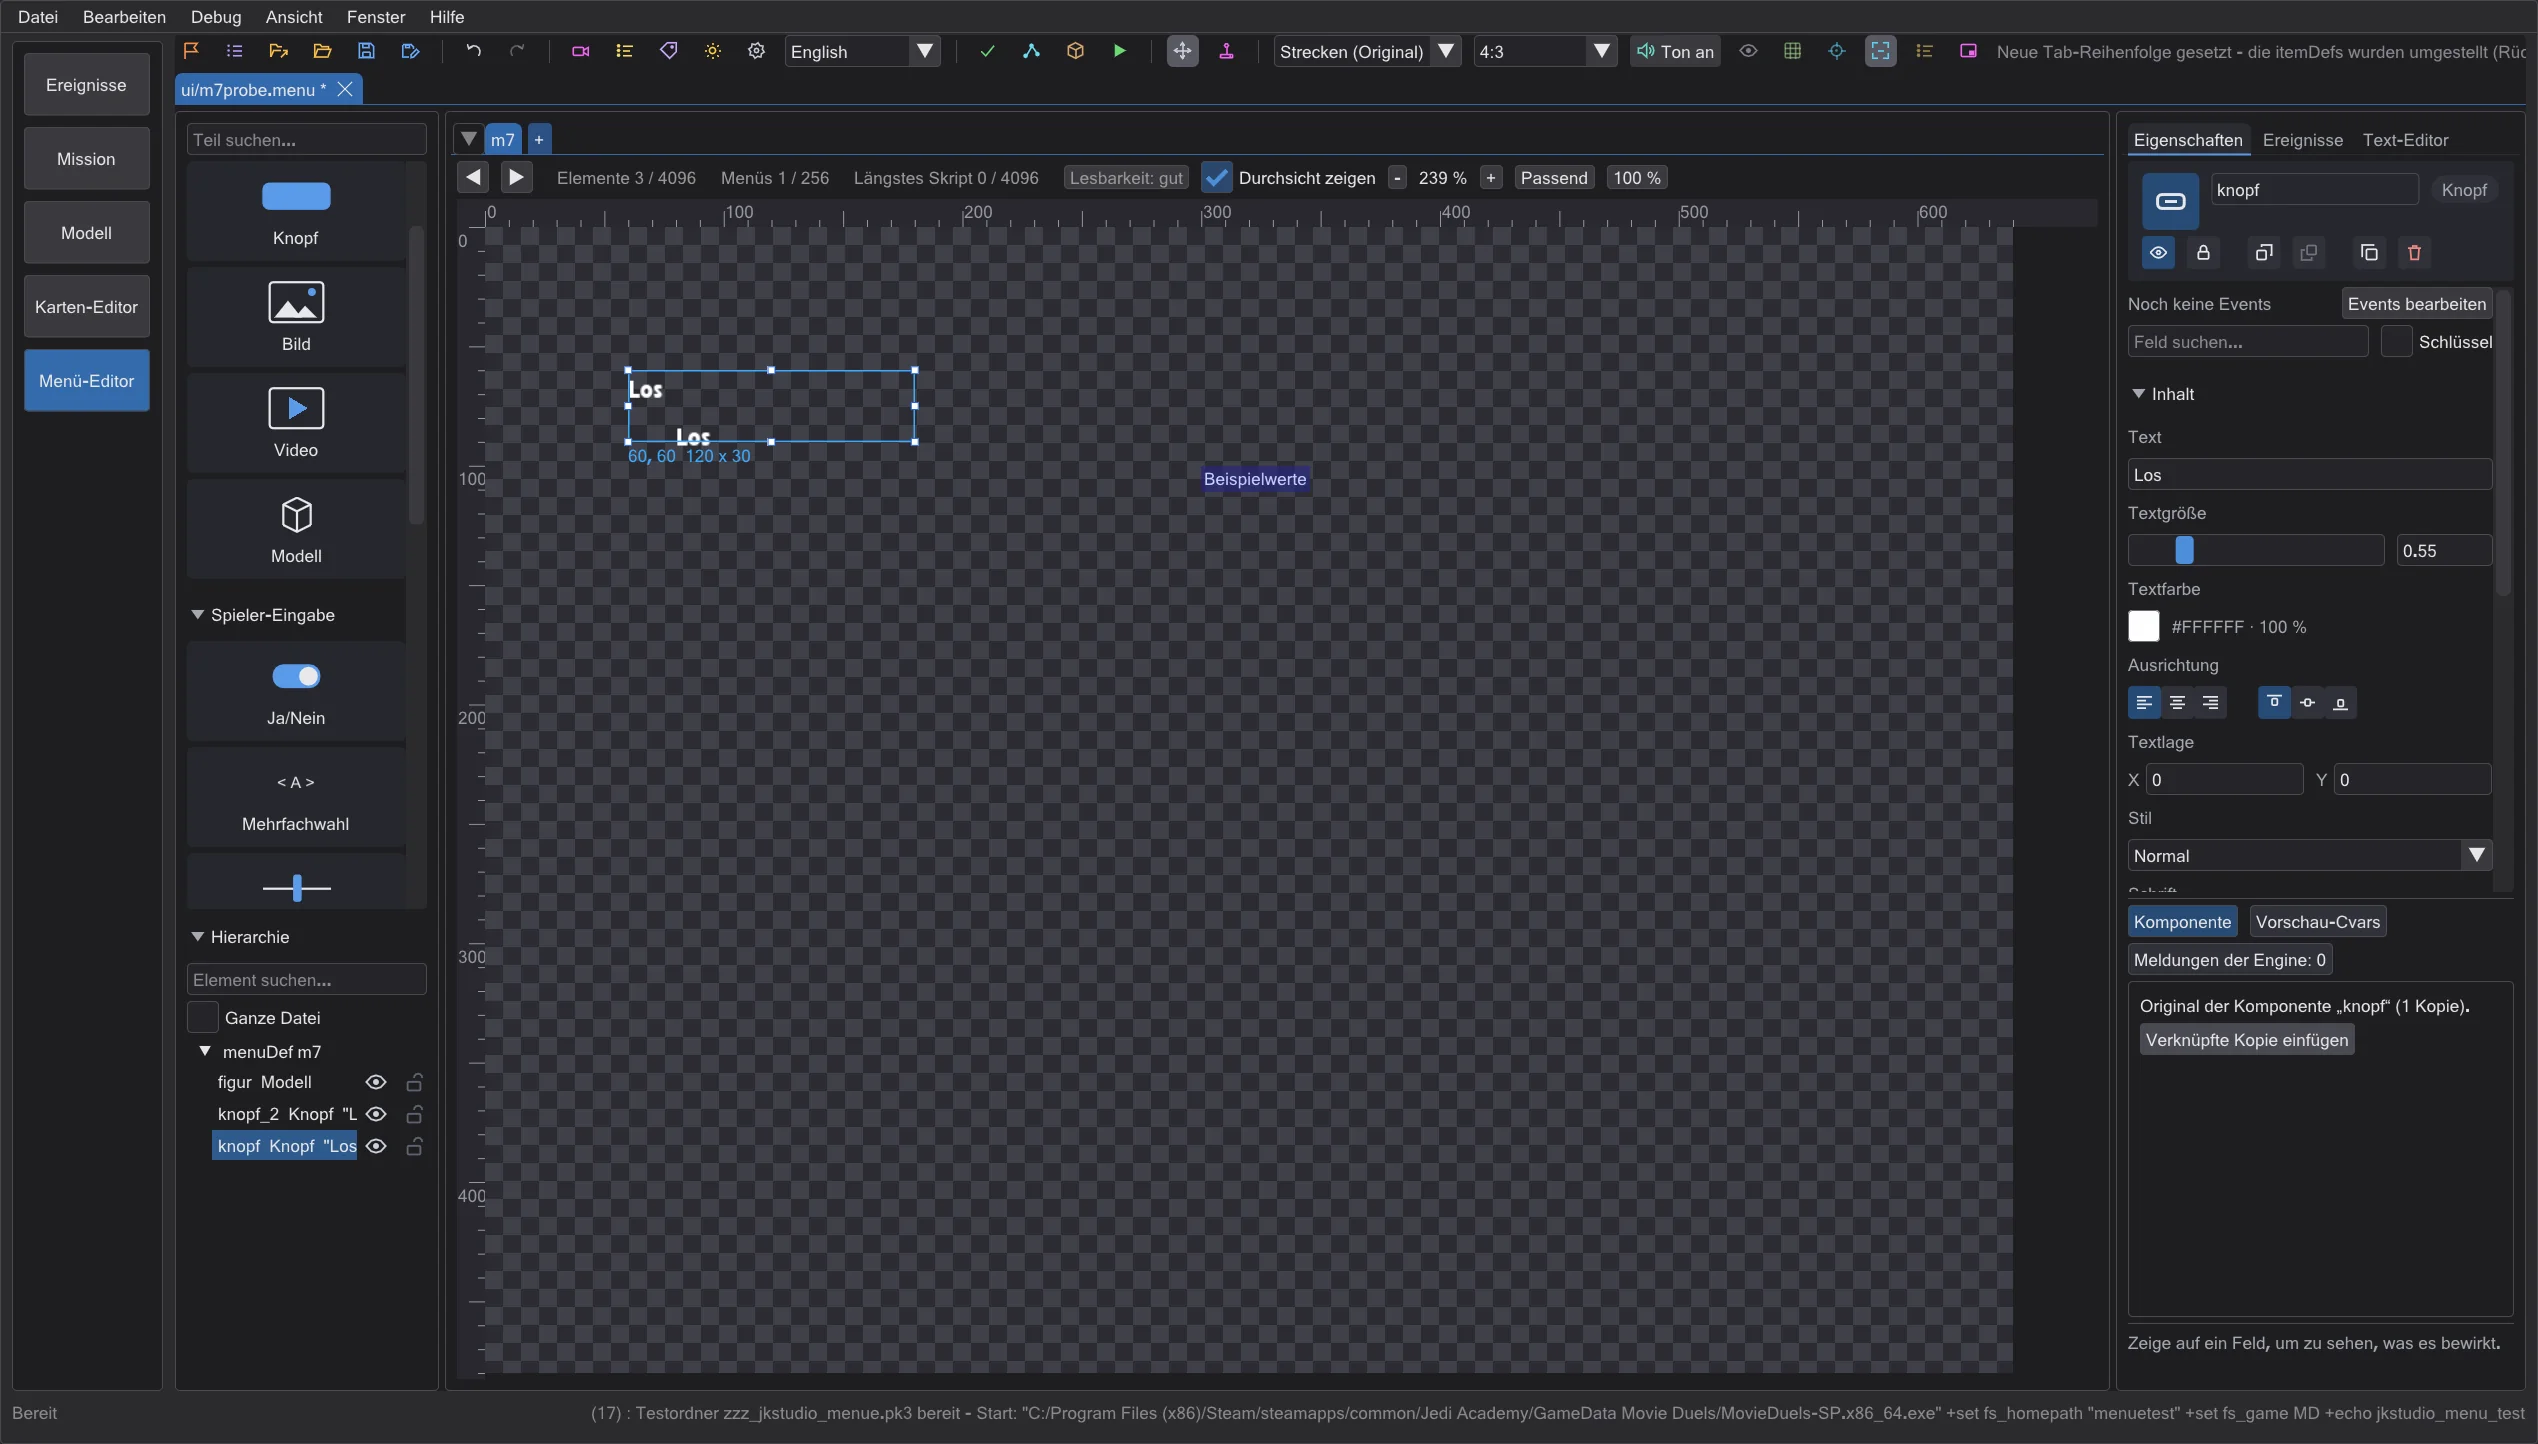 Datei Bearbeiten Debug Ansicht Fenster Hilfe
English Strecken (Original) 4:3 Ton an Neue Tab-Reihenfolge gesetzt - die itemDefs wurden umgestellt (Rüc
ui/m7probe.menu *
Ereignisse
Mission
Modell
Karten-Editor
Menü-Editor
Teil suchen...
Knopf
Bild
Video
Modell
Spieler-Eingabe
Ja/Nein
< A >
Mehrfachwahl
Hierarchie
Element suchen...
Ganze Datei
menuDef m7
figur Modell
knopf_2 Knopf "L
knopf Knopf "Los
m7 +
Elemente 3 / 4096 Menüs 1 / 256 Längstes Skript 0 / 4096 Lesbarkeit: gut Durchsicht zeigen - 239 % + Passend 100 %
0 100 200 300 400 500 600
0
100
200
300
400
Los
Los
60, 60 120 x 30
Beispielwerte
Eigenschaften Ereignisse Text-Editor
knopf Knopf
Noch keine Events Events bearbeiten
Feld suchen... Schlüssel
Inhalt
Text
Los
Textgröße
0.55
Textfarbe
#FFFFFF · 100 %
Ausrichtung
Textlage
X 0 Y 0
Stil
Normal
Schrift
Komponente Vorschau-Cvars
Meldungen der Engine: 0
Original der Komponente „knopf“ (1 Kopie).
Verknüpfte Kopie einfügen
Zeige auf ein Feld, um zu sehen, was es bewirkt.
Bereit (17) : Testordner zzz_jkstudio_menue.pk3 bereit - Start: "C:/Program Files (x86)/Steam/steamapps/common/Jedi Academy/GameData Movie Duels/MovieDuels-SP.x86_64.exe" +set fs_homepath "menuetest" +set fs_game MD +echo jkstudio_menu_test